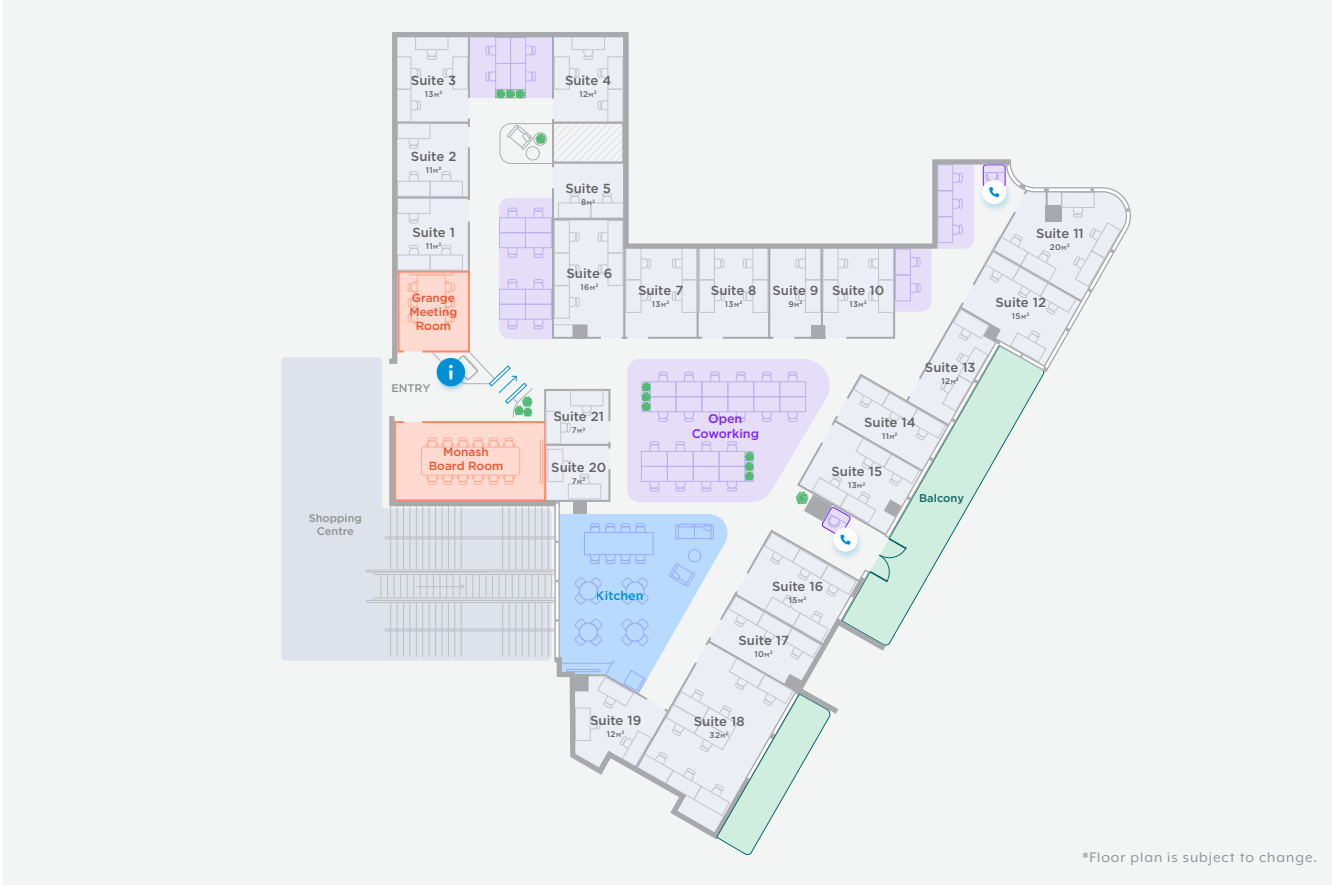 Suite 3
13M²
Suite 4
12M²
Suite 2
11M²
Suite 5
8M²
Suite 1
11M²
Suite 6
16M²
Grange
Meeting
Room
Suite 7
13M²
Suite 8
13M²
Suite 9
9M²
Suite 10
13M²
Suite 11
20M²
Suite 12
15M²
Suite 13
12M²
i
ENTRY
Suite 21
7M²
Open
Coworking
Suite 14
11M²
Monash
Board Room
Suite 20
7M²
Suite 15
13M²
Balcony
Shopping
Centre
Kitchen
Suite 16
15M²
Suite 17
10M²
Suite 19
12M²
Suite 18
32M²
*Floor plan is subject to change.